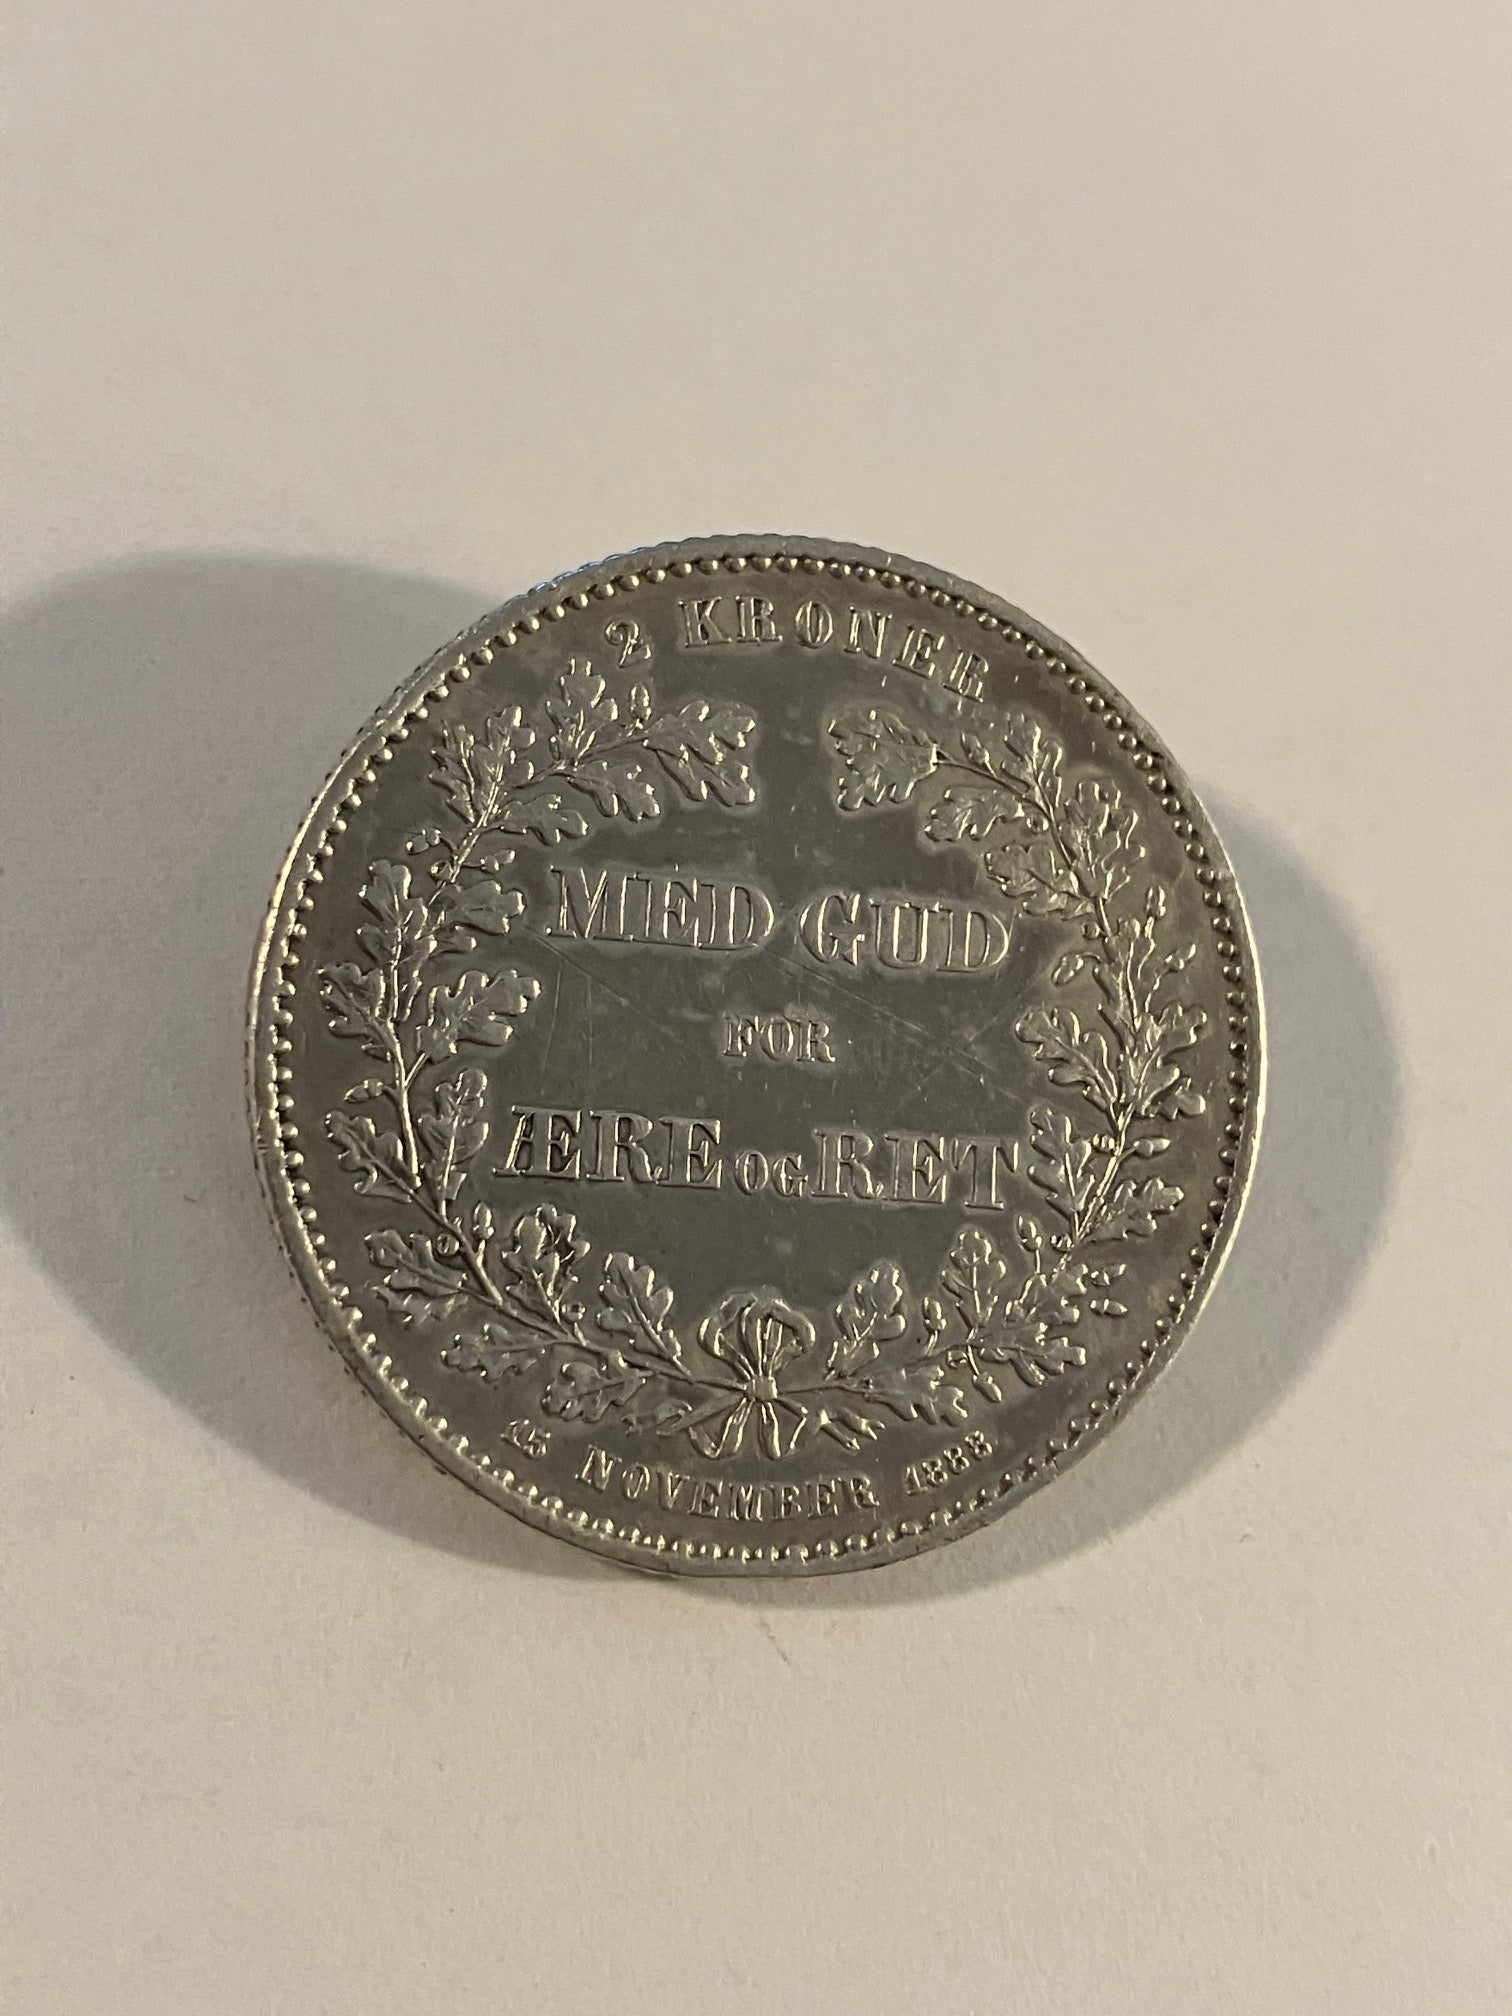 2 KRONER
MED GUD
FOR
ÆRE OG RET
15 NOVEMBER 1888